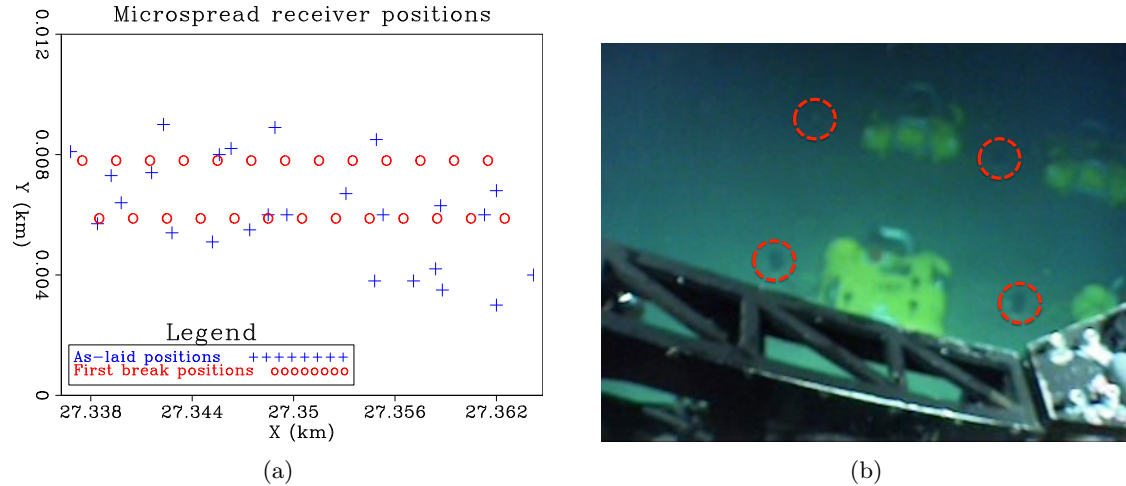 Microspread receiver positions
0.012
0.008
0.004
0
Y (km)
Legend
As-laid positions
First break positions
27.338 27.344 27.35 27.356 27.362
X (km)
(a) (b)